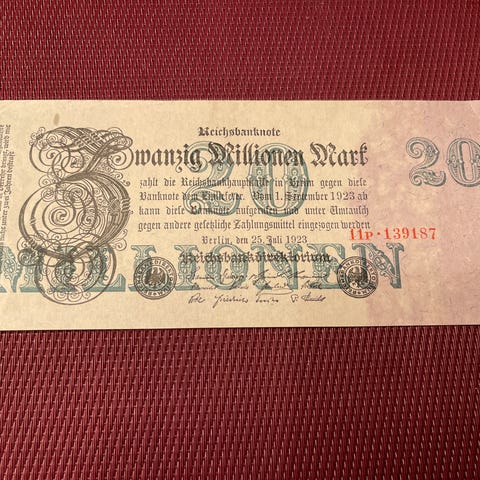 Reichsbanknote
Zwanzig Millionen Mark
20
20
zahlt die Reichsbankhauptkasse in Berlin gegen diese
Banknote dem Einlieferer. Vom 1. September 1923 ab
kann diese Banknote aufgerufen und unter Umtausch
gegen andere gesetzliche Zahlungsmittel eingezogen werden
11P·139187
Berlin, den 25. Juli 1923
MILLIONEN
Reichsbankdirektorium